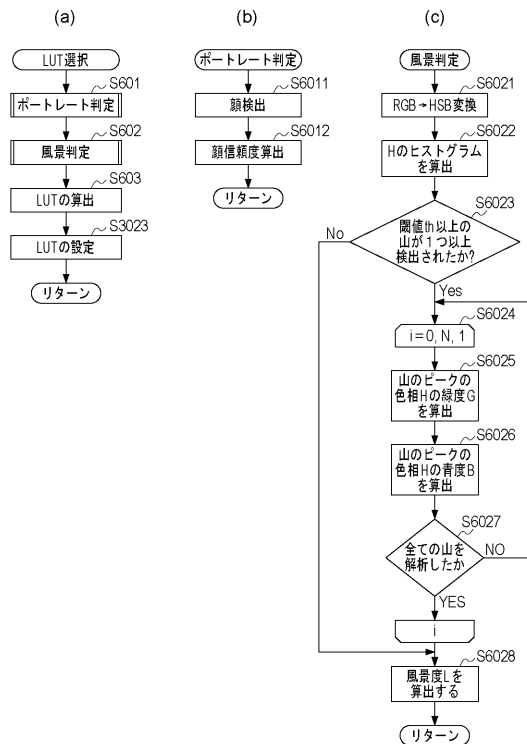 (a)
LUT選択
S601
ポートレート判定
S602
風景判定
S603
LUTの算出
S3023
LUTの設定
リターン
(b)
ポートレート判定
S6011
顔検出
S6012
顔信頼度算出
リターン
(c)
風景判定
S6021
RGB→HSB変換
S6022
Hのヒストグラム
を算出
S6023
閾値th以上の
山が1つ以上
検出されたか?
No
Yes
S6024
i=0, N, 1
S6025
山のピークの
色相Hの緑度G
を算出
S6026
山のピークの
色相Hの青度B
を算出
S6027
全ての山を
解析したか
NO
YES
i
S6028
風景度Lを
算出する
リターン